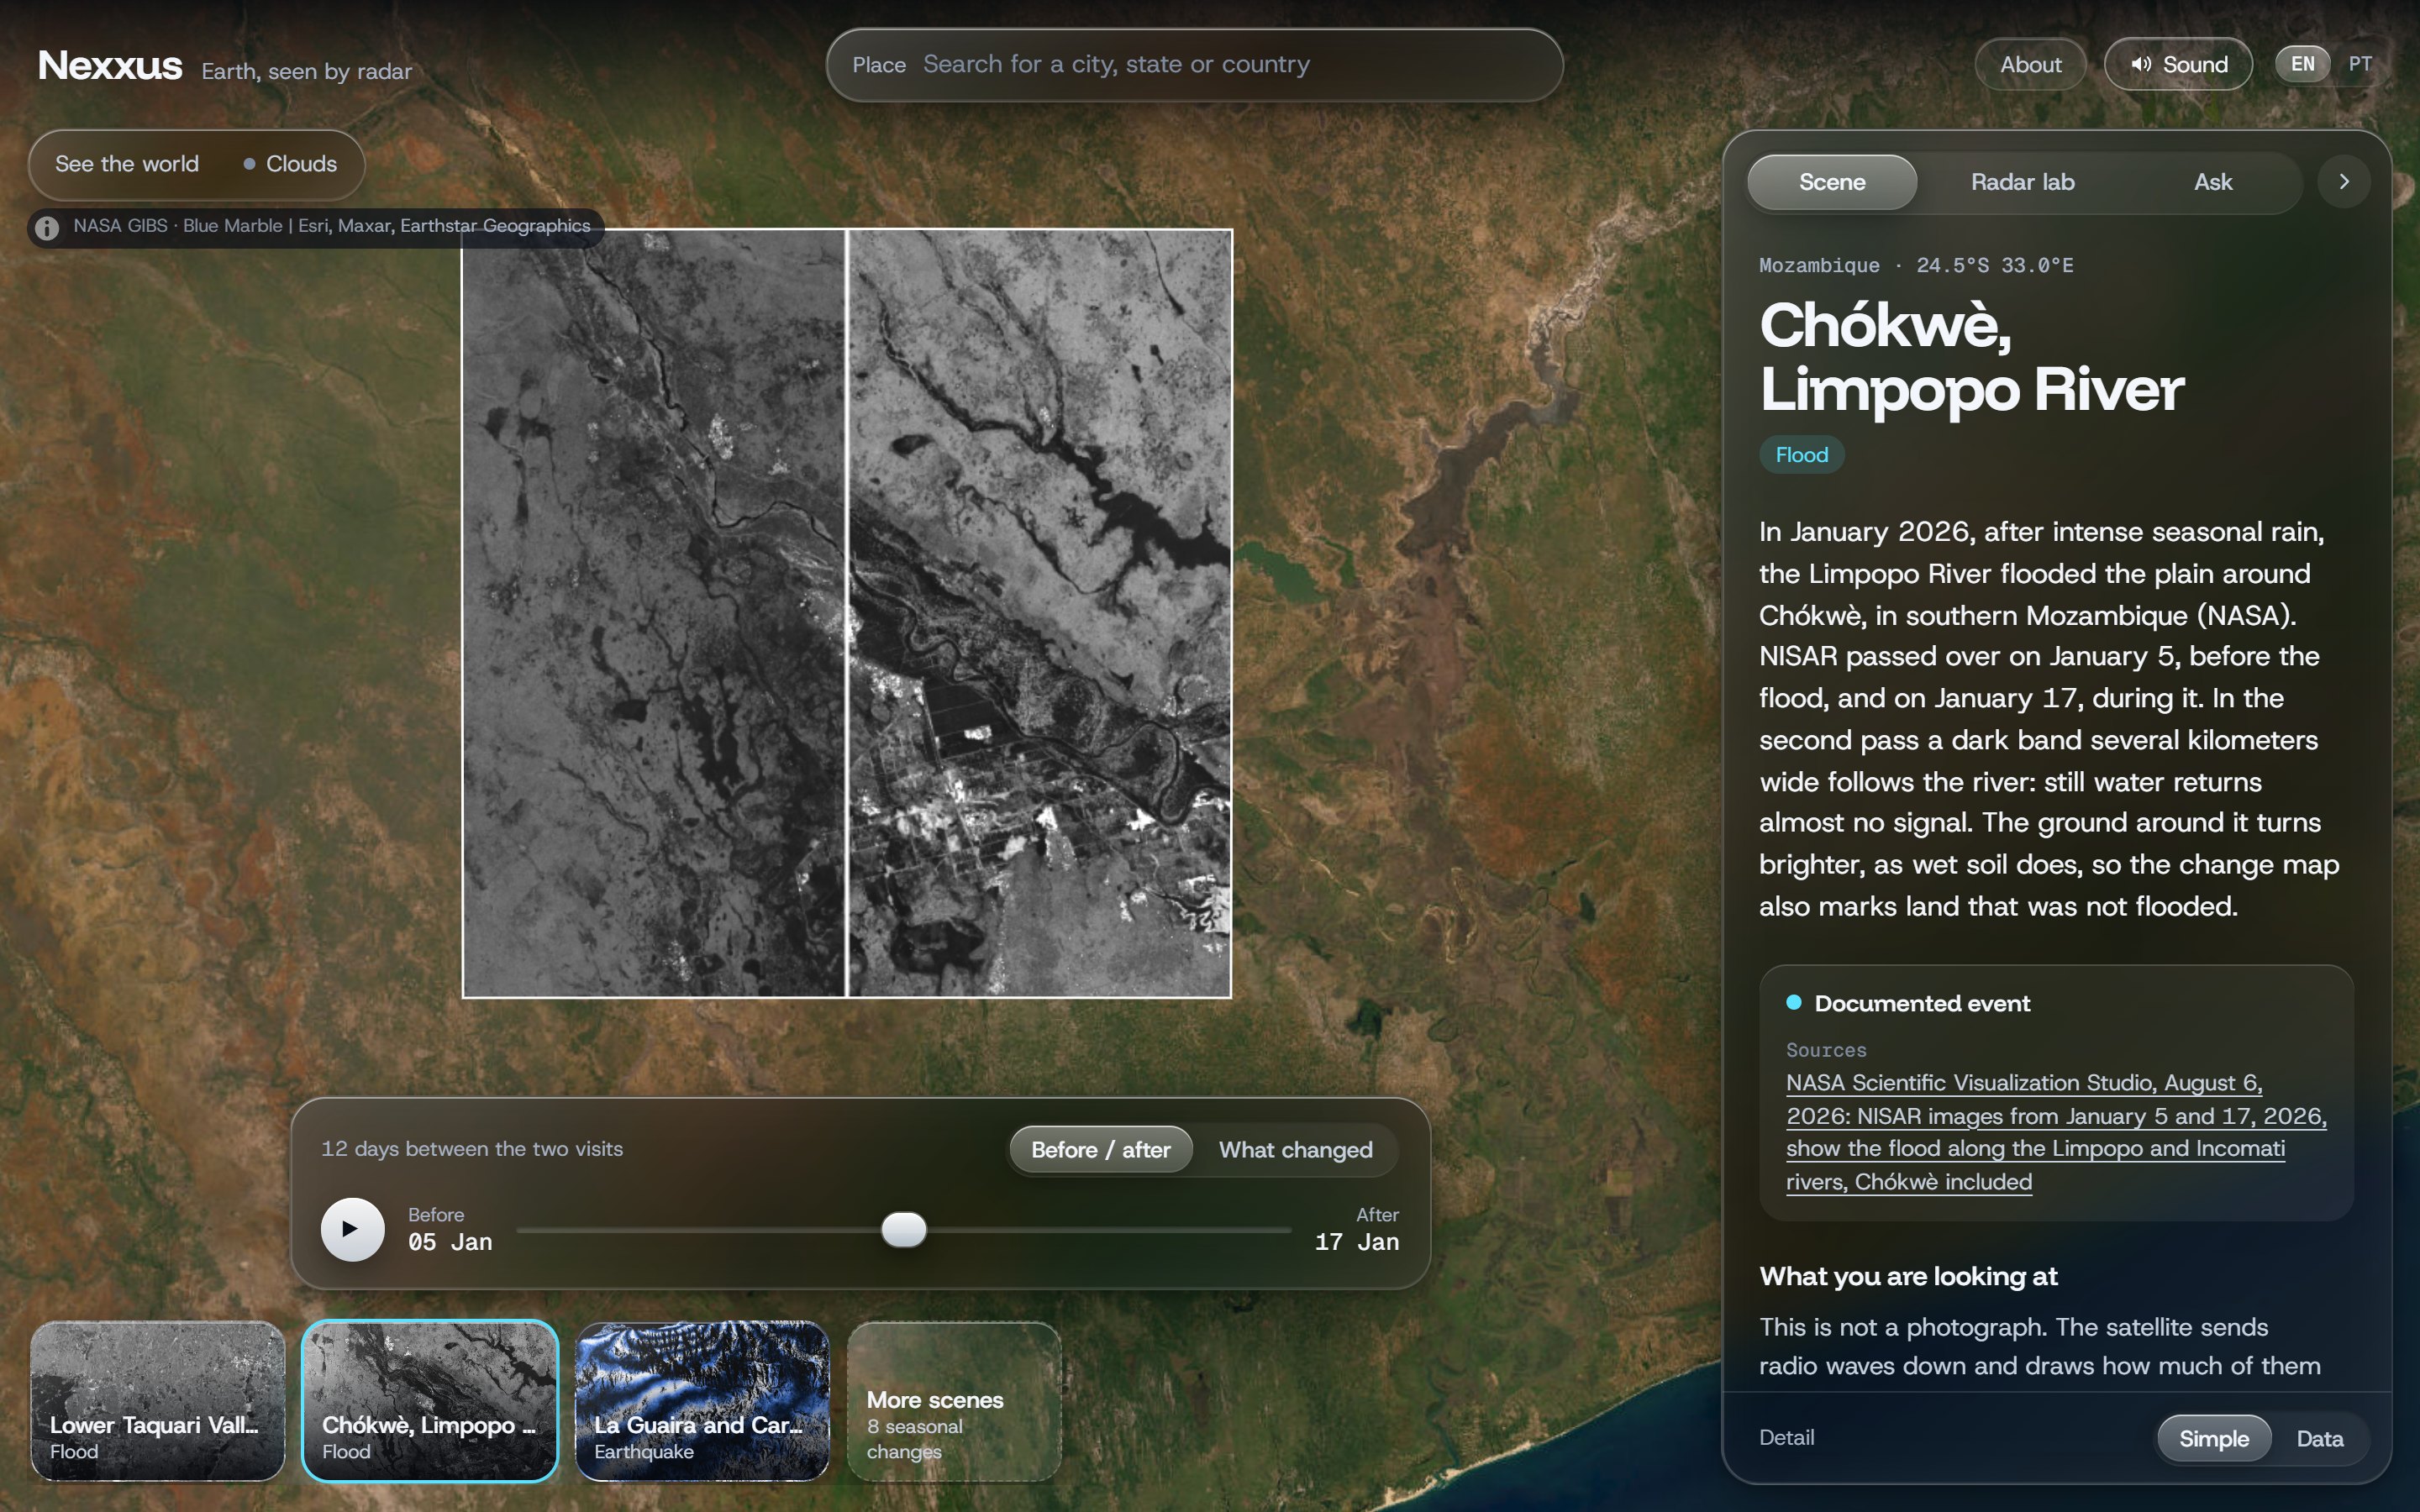 Nexxus Earth, seen by radar
Place Search for a city, state or country
About Sound EN PT
See the world Clouds
NASA GIBS · Blue Marble | Esri, Maxar, Earthstar Geographics
Scene Radar lab Ask
Mozambique · 24.5°S 33.0°E
Chókwè,
Limpopo River
Flood
In January 2026, after intense seasonal rain,
the Limpopo River flooded the plain around
Chókwè, in southern Mozambique (NASA).
NISAR passed over on January 5, before the
flood, and on January 17, during it. In the
second pass a dark band several kilometers
wide follows the river: still water returns
almost no signal. The ground around it turns
brighter, as wet soil does, so the change map
also marks land that was not flooded.
Documented event
Sources
NASA Scientific Visualization Studio, August 6,
2026: NISAR images from January 5 and 17, 2026,
show the flood along the Limpopo and Incomati
rivers, Chókwè included
What you are looking at
This is not a photograph. The satellite sends
radio waves down and draws how much of them
Detail Simple Data
12 days between the two visits
Before / after What changed
Before
05 Jan
After
17 Jan
Lower Taquari Vall...
Flood
Chókwè, Limpopo ...
Flood
La Guaira and Car...
Earthquake
More scenes
8 seasonal
changes